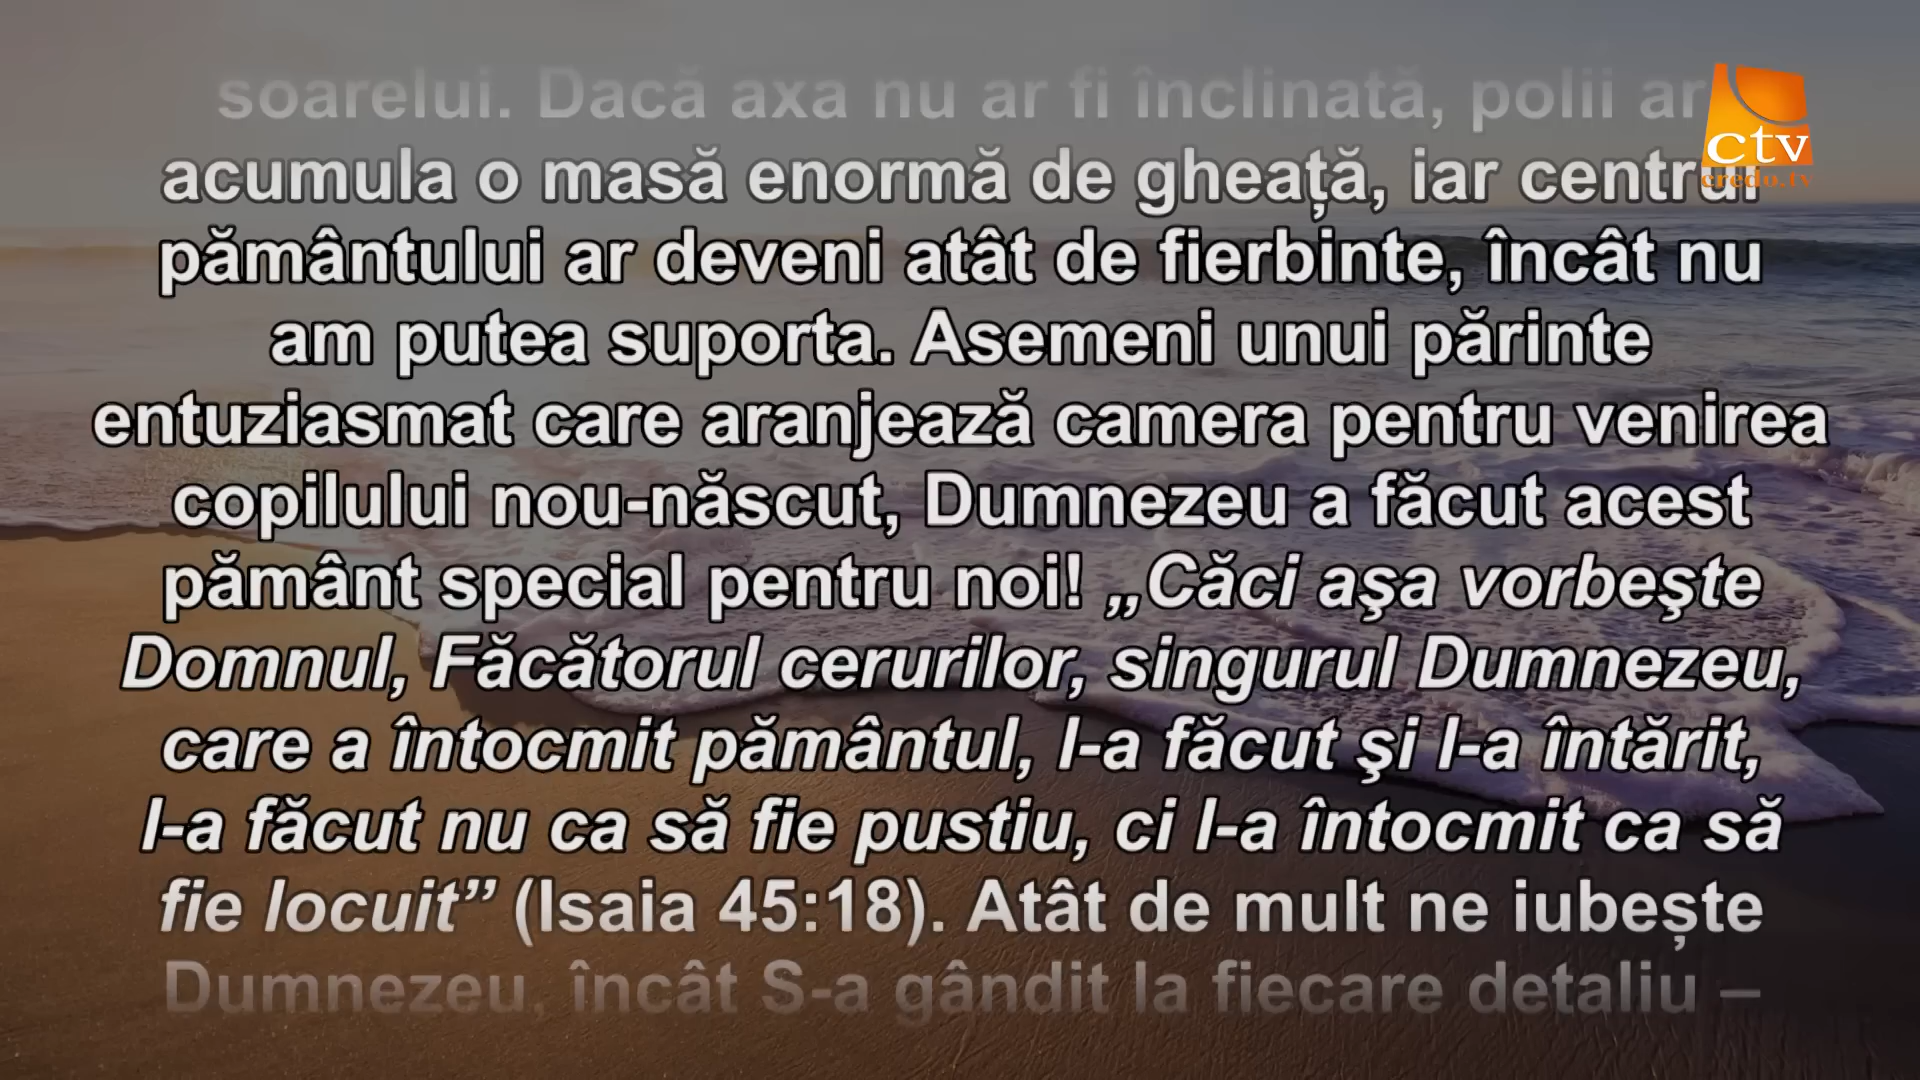 soarelui. Dacă axa nu ar fi înclinată, polii ar
acumula o masă enormă de gheață, iar centrul
pământului ar deveni atât de fierbinte, încât nu
am putea suporta. Asemeni unui părinte
entuziasmat care aranjează camera pentru venirea
copilului nou-născut, Dumnezeu a făcut acest
pământ special pentru noi! „Căci aşa vorbeşte
Domnul, Făcătorul cerurilor, singurul Dumnezeu,
care a întocmit pământul, l-a făcut şi l-a întărit,
l-a făcut nu ca să fie pustiu, ci l-a întocmit ca să
fie locuit” (Isaia 45:18). Atât de mult ne iubește
Dumnezeu, încât S-a gândit la fiecare detaliu –
ctv
credo.tv